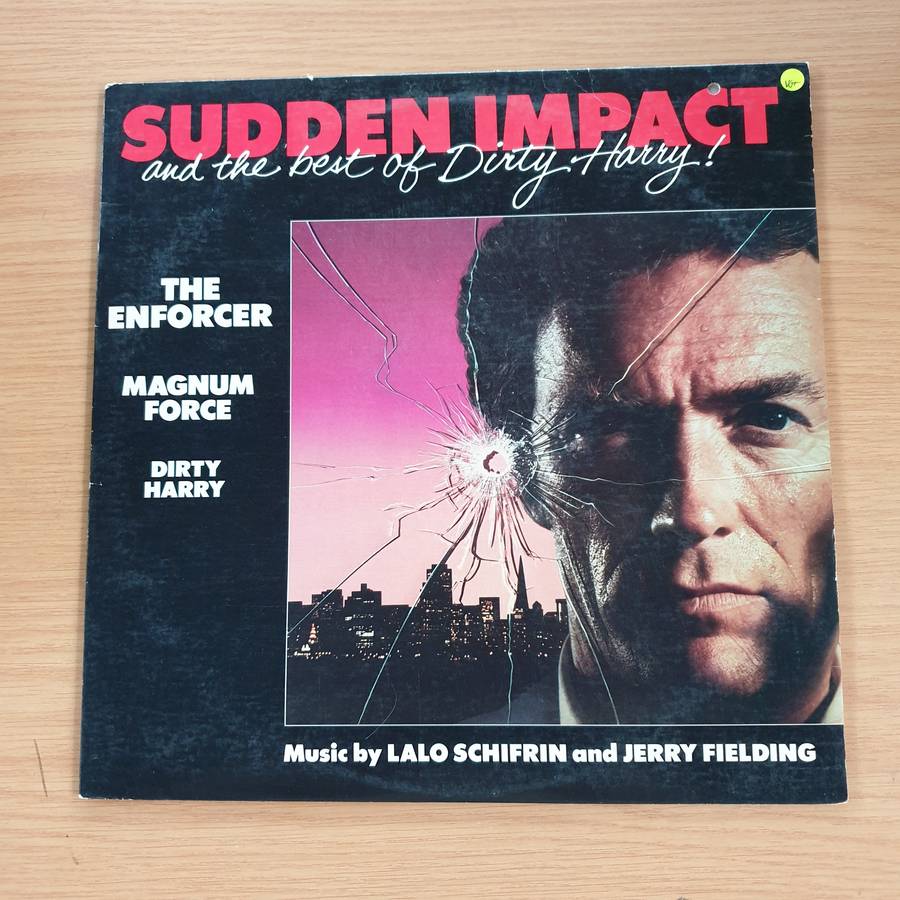 SUDDEN IMPACT
and the best of Dirty Harry!
THE
ENFORCER
MAGNUM
FORCE
DIRTY
HARRY
Music by LALO SCHIFRIN and JERRY FIELDING